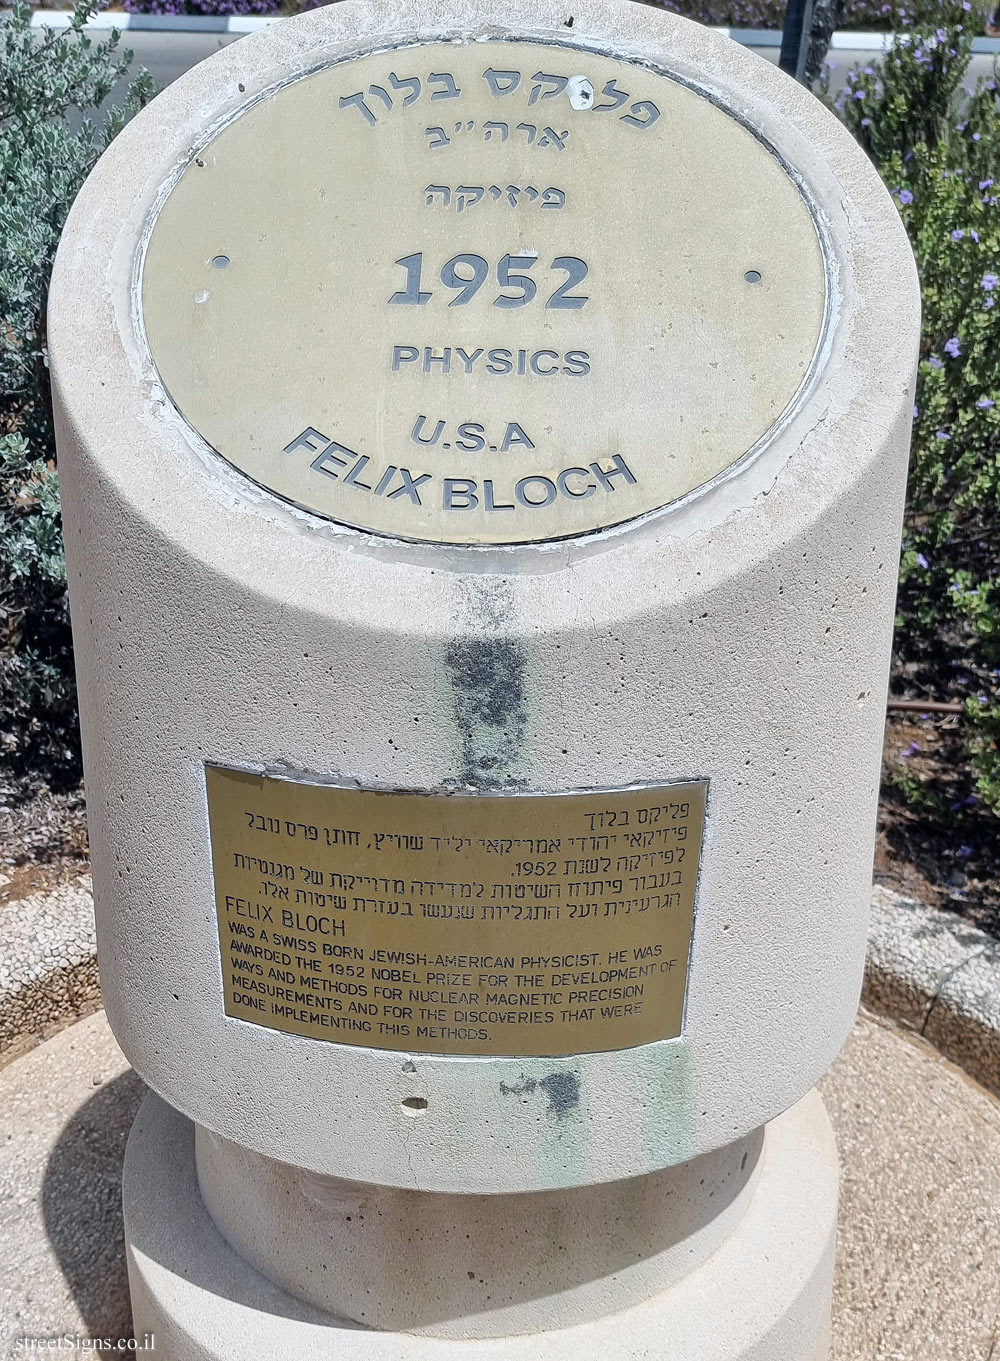 פליקס בלוך
ארה"ב
פיזיקה
1952
PHYSICS
U.S.A
FELIX BLOCH
פליקס בלוך
פיזיקאי יהודי אמריקאי יליד שוויץ, חתן פרס נובל
לפיזיקה לשנת 1952.
בעבור פיתוח השיטות למדידה מדוייקת של מגנטיות
הגרעינית ועל התגליות שנעשו בעזרת שיטות אלו.
FELIX BLOCH
WAS A SWISS BORN JEWISH-AMERICAN PHYSICIST. HE WAS
AWARDED THE 1952 NOBEL PRIZE FOR THE DEVELOPMENT OF
WAYS AND METHODS FOR NUCLEAR MAGNETIC PRECISION
MEASUREMENTS AND FOR THE DISCOVERIES THAT WERE
DONE IMPLEMENTING THIS METHODS.
streetSigns.co.il